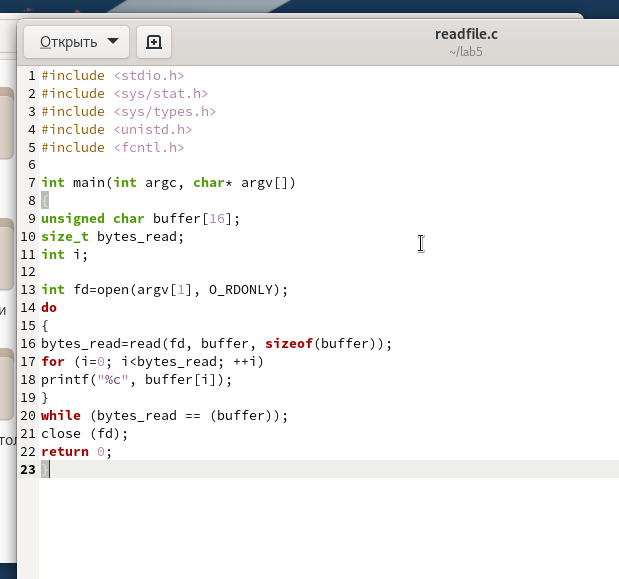 Открыть
readfile.c
~/lab5
1 #include <stdio.h>
2 #include <sys/stat.h>
3 #include <sys/types.h>
4 #include <unistd.h>
5 #include <fcntl.h>
6
7 int main(int argc, char* argv[])
8 {
9 unsigned char buffer[16];
10 size_t bytes_read;
11 int i;
12
13 int fd=open(argv[1], O_RDONLY);
14 do
15 {
16 bytes_read=read(fd, buffer, sizeof(buffer));
17 for (i=0; i<bytes_read; ++i)
18 printf("%c", buffer[i]);
19 }
20 while (bytes_read == (buffer));
21 close (fd);
22 return 0;
23 }